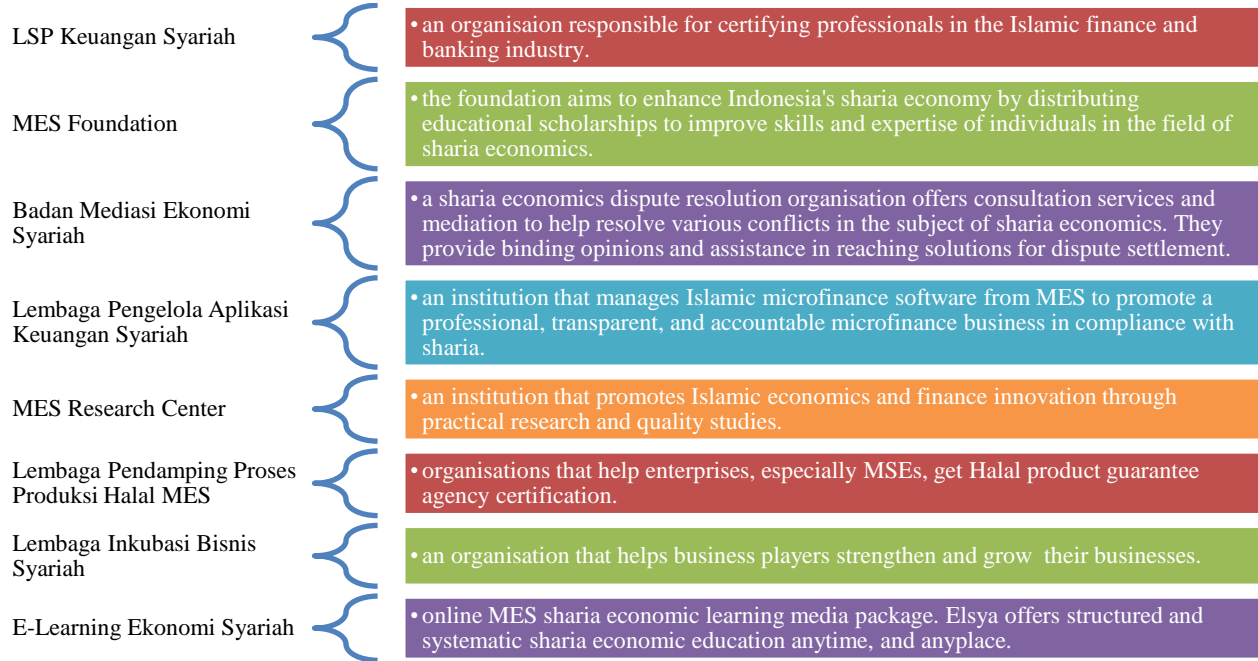 LSP Keuangan Syariah
• an organisaion responsible for certifying professionals in the Islamic finance and
banking industry.
MES Foundation
• the foundation aims to enhance Indonesia's sharia economy by distributing
educational scholarships to improve skills and expertise of individuals in the field of
sharia economics.
Badan Mediasi Ekonomi
Syariah
• a sharia economics dispute resolution organisation offers consultation services and
mediation to help resolve various conflicts in the subject of sharia economics. They
provide binding opinions and assistance in reaching solutions for dispute settlement.
Lembaga Pengelola Aplikasi
Keuangan Syariah
• an institution that manages Islamic microfinance software from MES to promote a
professional, transparent, and accountable microfinance business in compliance with
sharia.
MES Research Center
• an institution that promotes Islamic economics and finance innovation through
practical research and quality studies.
Lembaga Pendamping Proses
Produksi Halal MES
• organisations that help enterprises, especially MSEs, get Halal product guarantee
agency certification.
Lembaga Inkubasi Bisnis
Syariah
• an organisation that helps business players strengthen and grow their businesses.
E-Learning Ekonomi Syariah
• online MES sharia economic learning media package. Elsya offers structured and
systematic sharia economic education anytime, and anyplace.